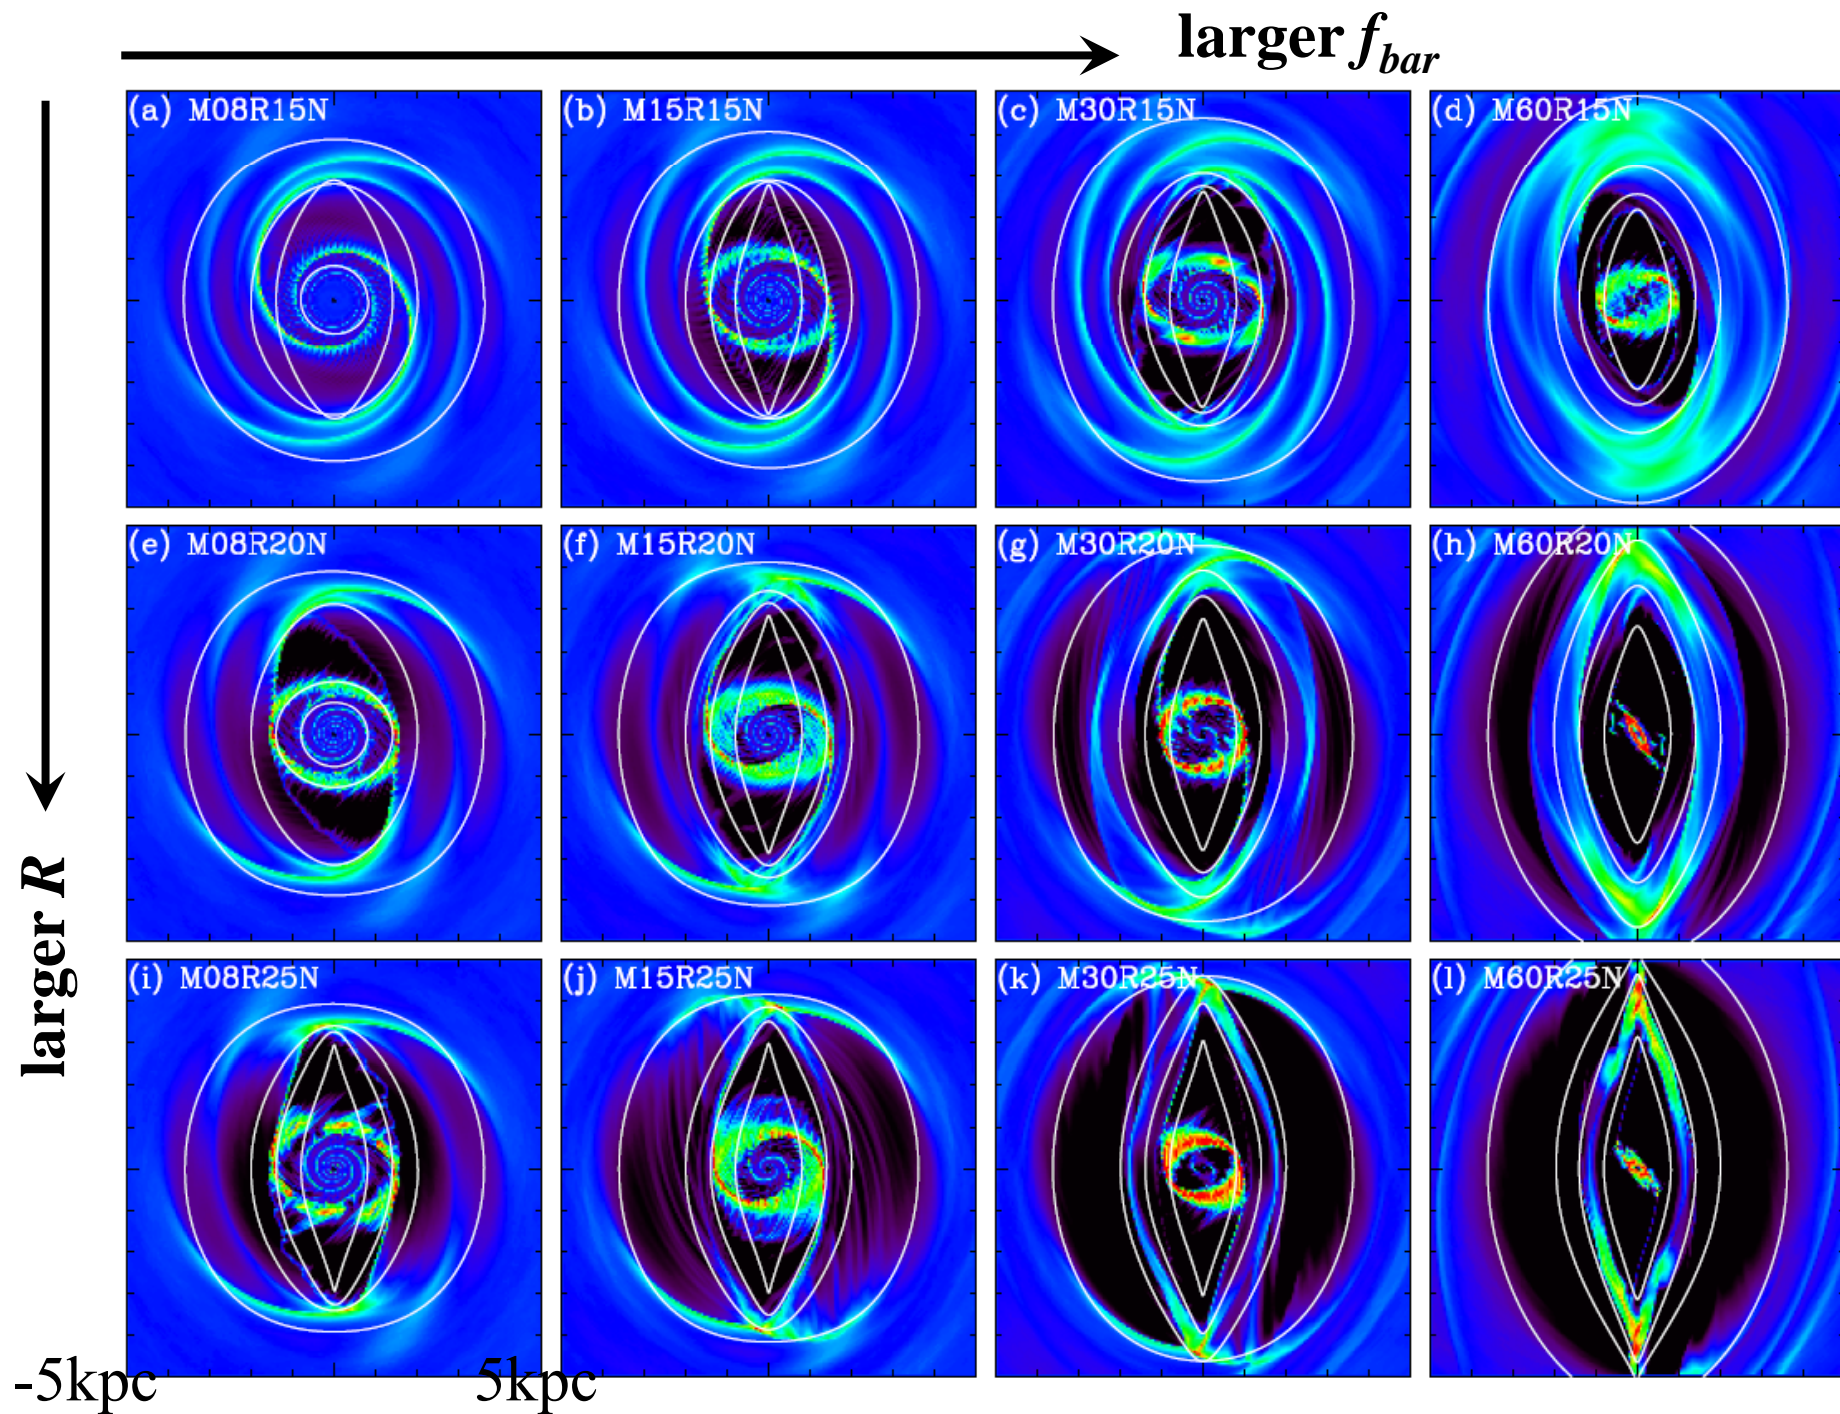 larger f_bar
(a) M08R15N
(b) M15R15N
(c) M30R15N
(d) M60R15N
larger R
(e) M08R20N
(f) M15R20N
(g) M30R20N
(h) M60R20N
(i) M08R25N
(j) M15R25N
(k) M30R25N
(l) M60R25N
-5kpc
5kpc